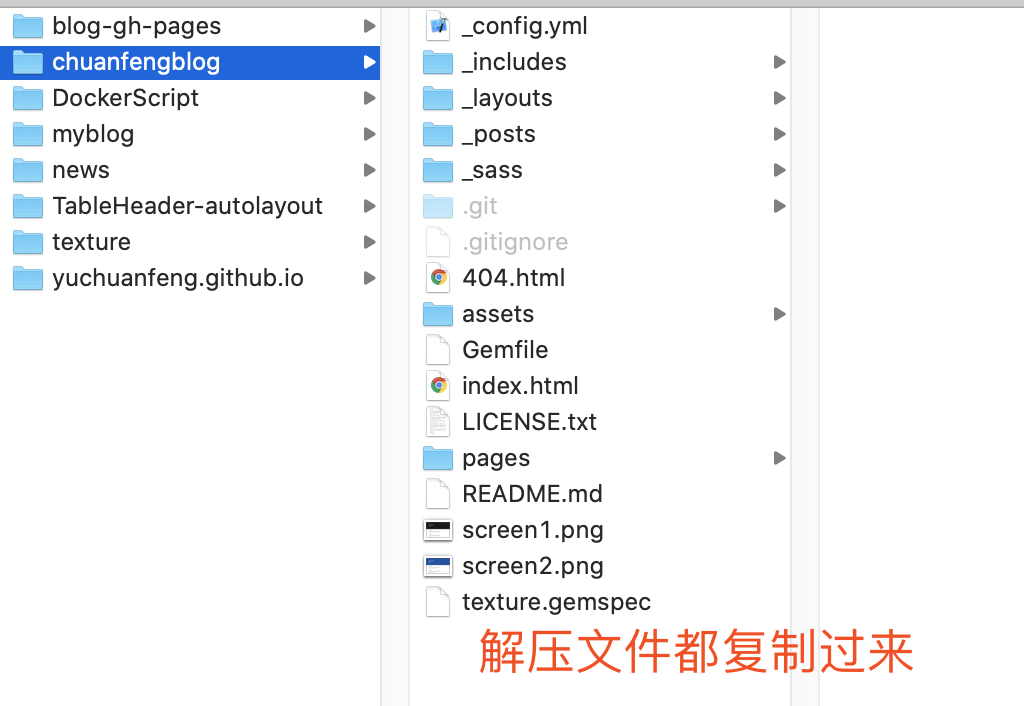 blog-gh-pages
chuanfengblog
DockerScript
myblog
news
TableHeader-autolayout
texture
yuchuanfeng.github.io
_config.yml
_includes
_layouts
_posts
_sass
.git
.gitignore
404.html
assets
Gemfile
index.html
LICENSE.txt
pages
README.md
screen1.png
screen2.png
texture.gemspec
解压文件都复制过来